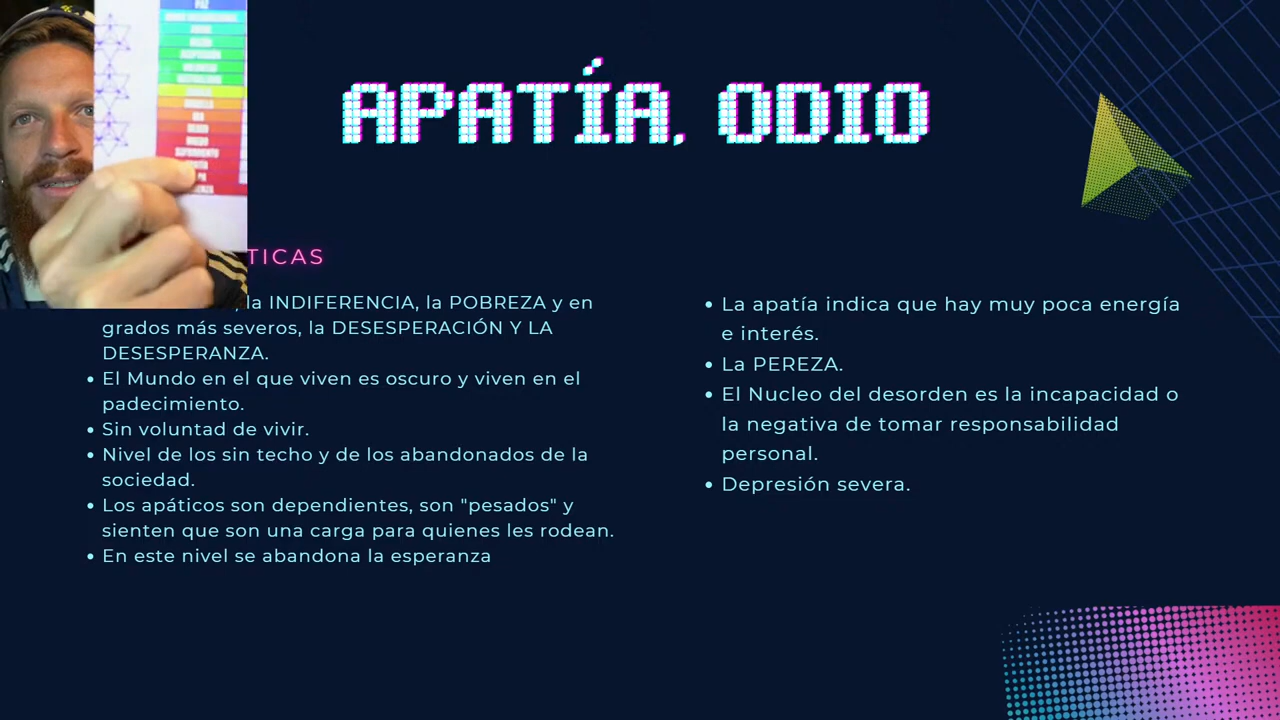 PAZ
APATÍA, ODIO
TICAS
la INDIFERENCIA, la POBREZA y en
grados más severos, la DESESPERACIÓN Y LA
DESESPERANZA.
El Mundo en el que viven es oscuro y viven en el
padecimiento.
Sin voluntad de vivir.
Nivel de los sin techo y de los abandonados de la
sociedad.
Los apáticos son dependientes, son "pesados" y
sienten que son una carga para quienes les rodean.
En este nivel se abandona la esperanza
La apatía indica que hay muy poca energía
e interés.
La PEREZA.
El Nucleo del desorden es la incapacidad o
la negativa de tomar responsabilidad
personal.
Depresión severa.